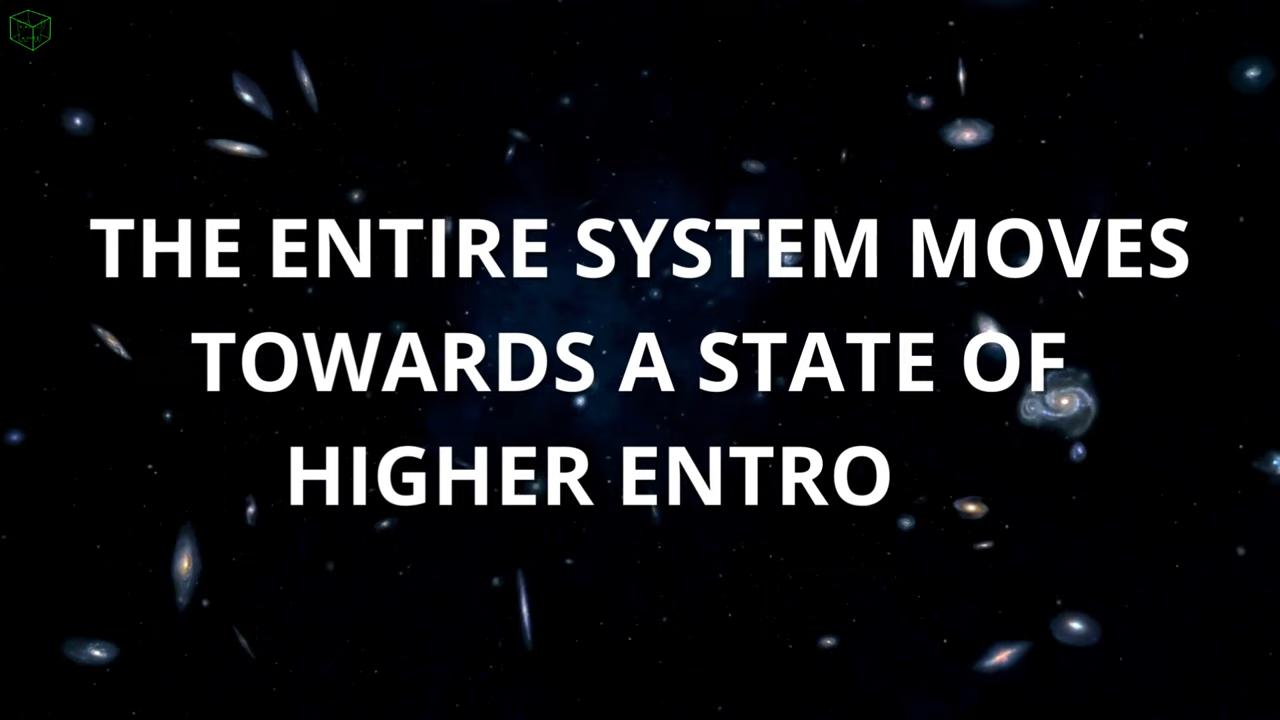 THE ENTIRE SYSTEM MOVES
TOWARDS A STATE OF
HIGHER ENTRO